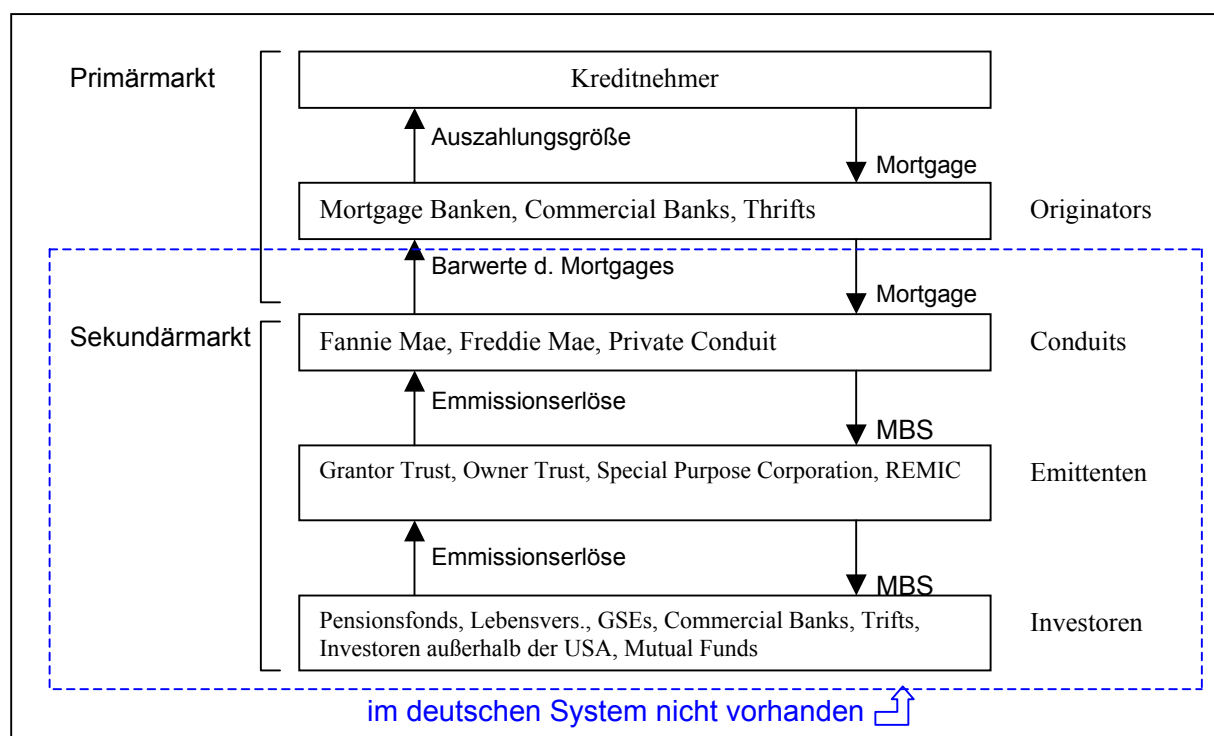 Primärmarkt
Kreditnehmer
Auszahlungsgröße
Mortgage
Mortgage Banken, Commercial Banks, Thrifts
Originators
Barwerte d. Mortgages
Mortgage
Sekundärmarkt
Fannie Mae, Freddie Mae, Private Conduit
Conduits
Emmissionserlöse
MBS
Grantor Trust, Owner Trust, Special Purpose Corporation, REMIC
Emittenten
Emmissionserlöse
MBS
Pensionsfonds, Lebensvers., GSEs, Commercial Banks, Trifts,
Investoren außerhalb der USA, Mutual Funds
Investoren
im deutschen System nicht vorhanden